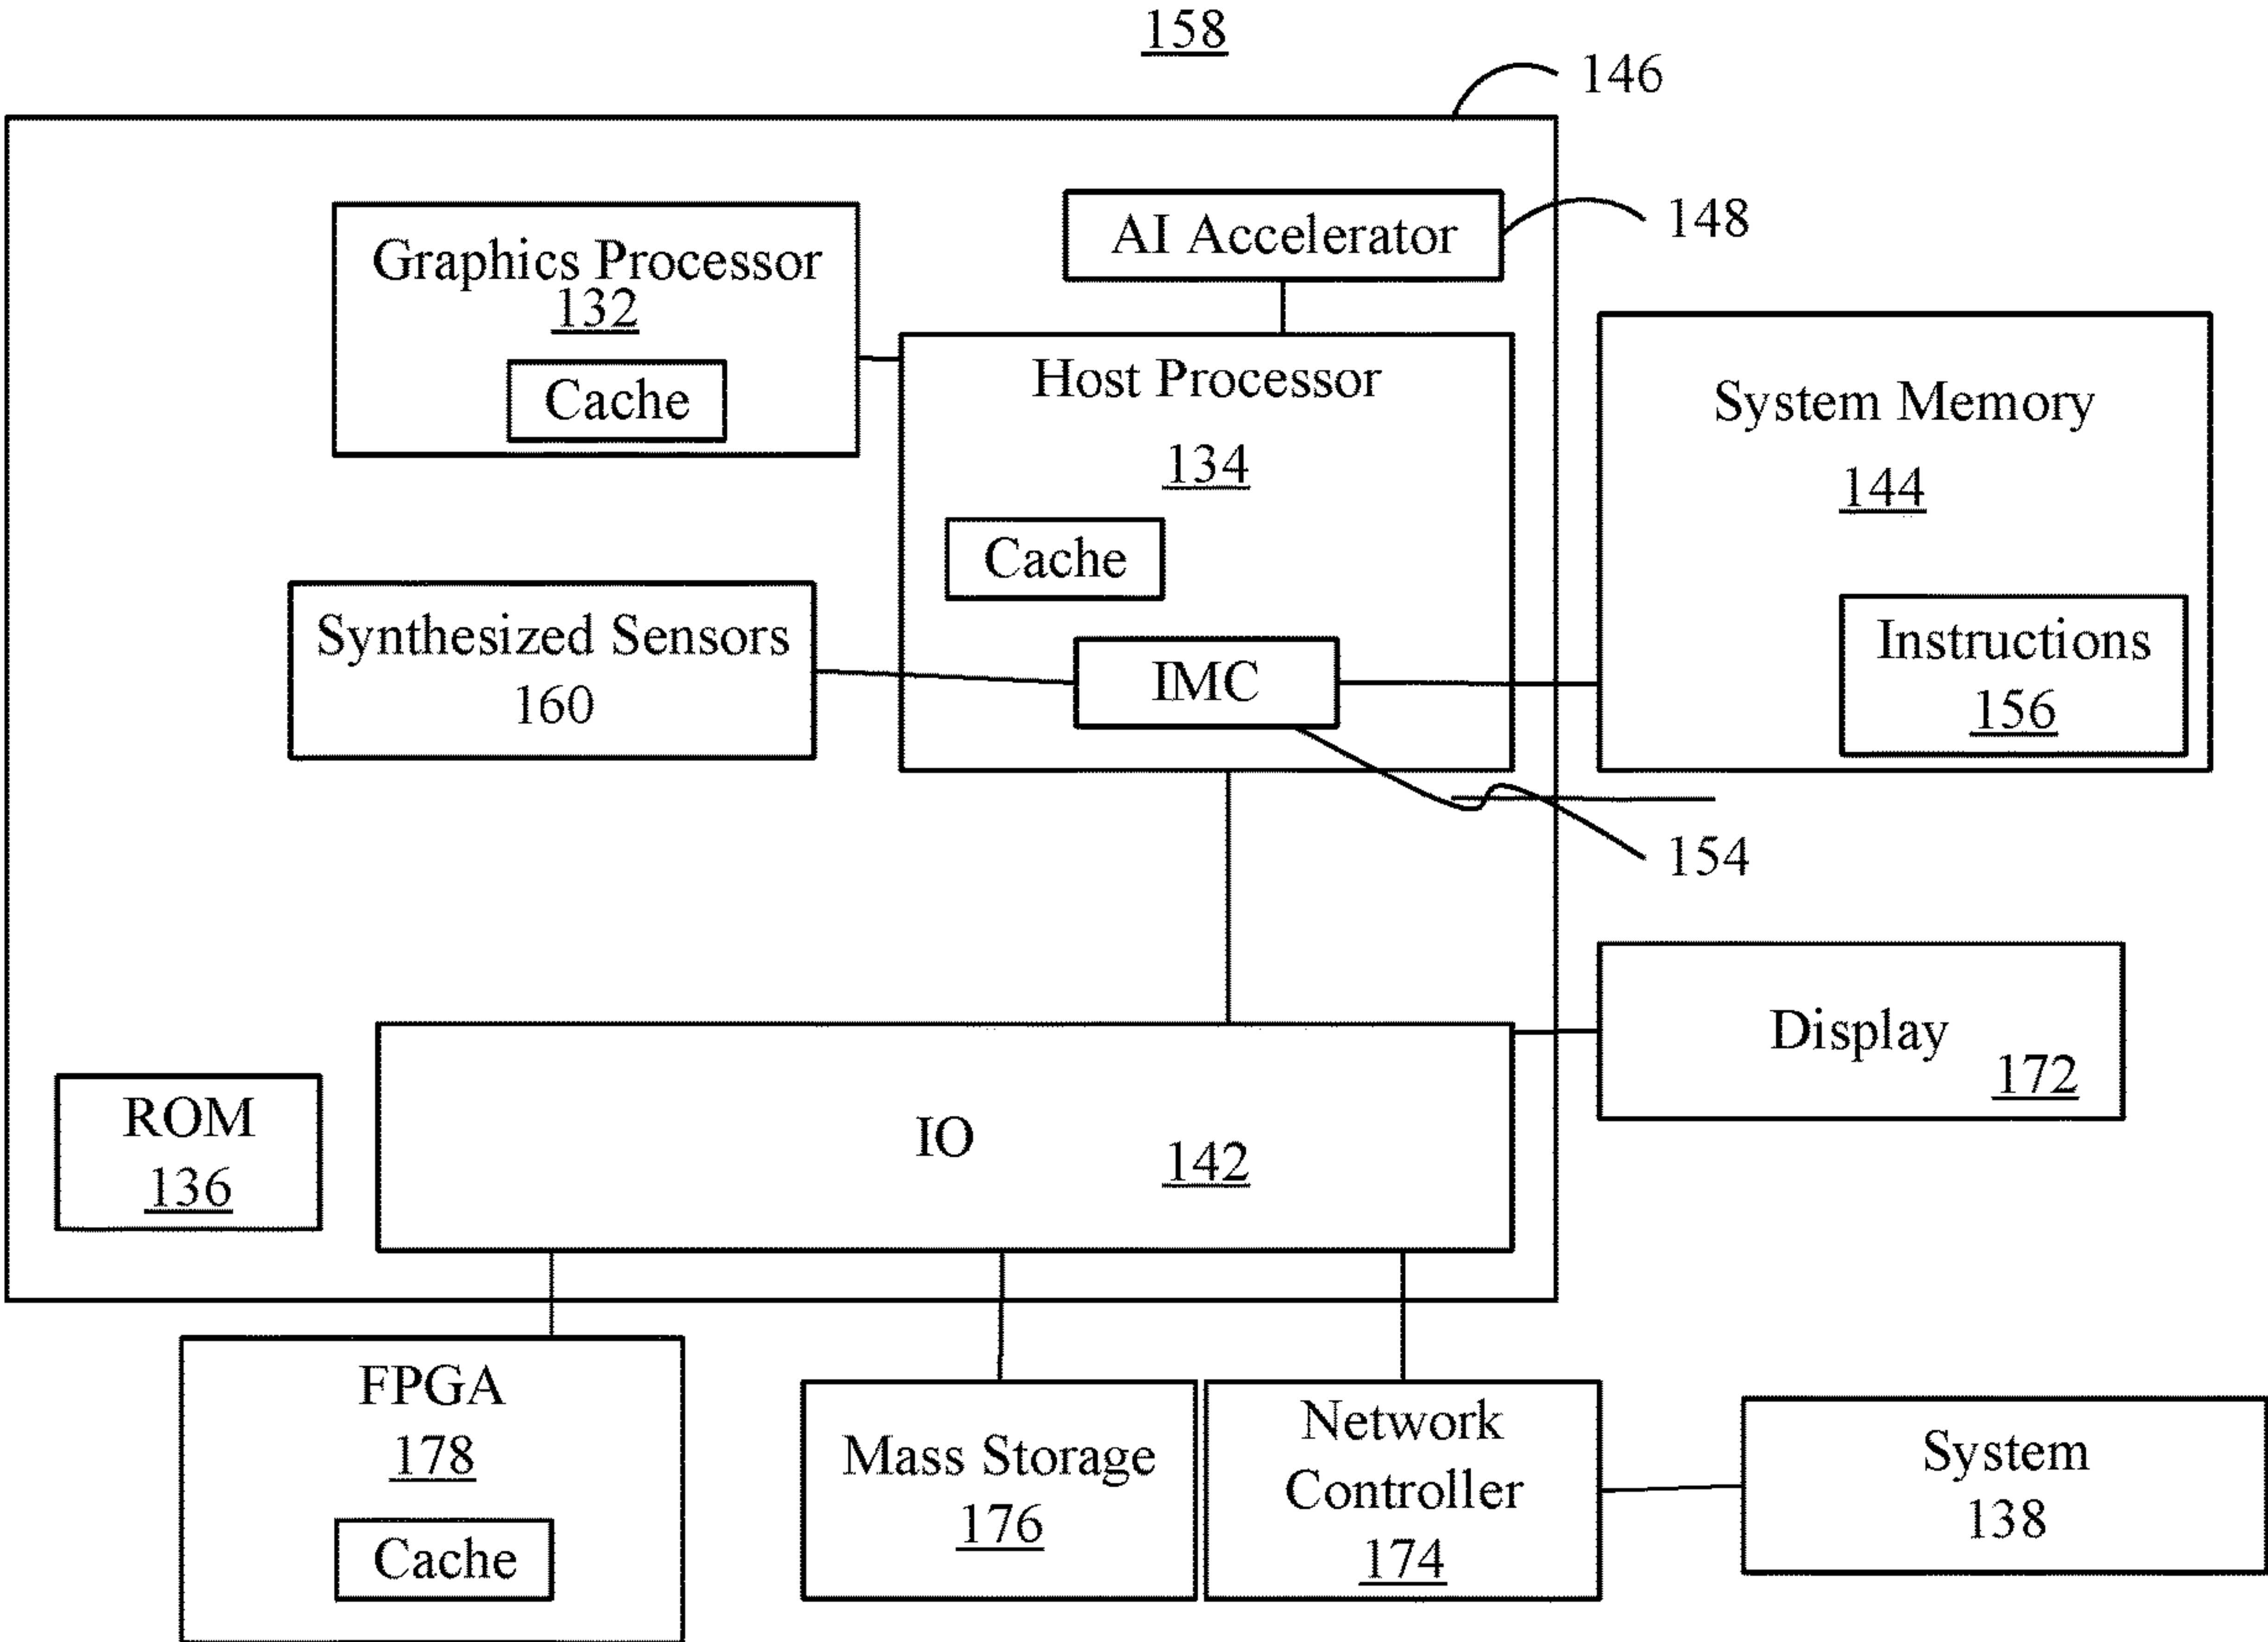 158
146
AI Accelerator
148
Graphics Processor
132
Cache
Host Processor
134
Cache
IMC
System Memory
144
Instructions
156
Synthesized Sensors
160
154
Display
172
ROM
136
IO
142
FPGA
178
Cache
Mass Storage
176
Network
Controller
174
System
138